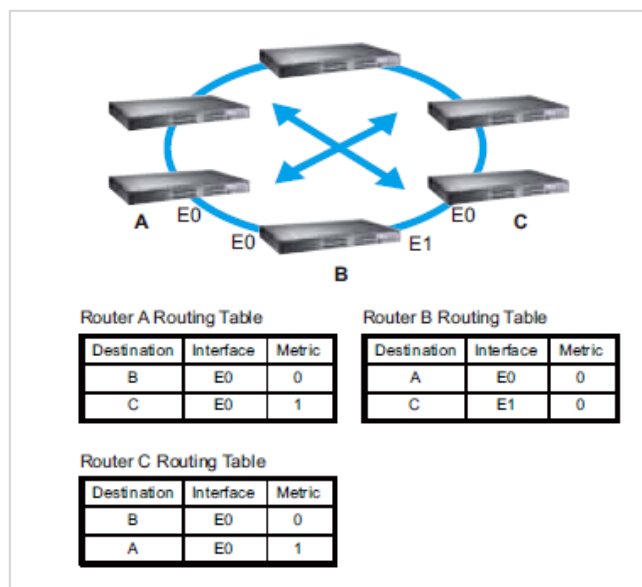 A
E0
E0
B
E1
E0
C
Router A Routing Table
Destination Interface Metric
B E0 0
C E0 1
Router B Routing Table
Destination Interface Metric
A E0 0
C E1 0
Router C Routing Table
Destination Interface Metric
B E0 0
A E0 1